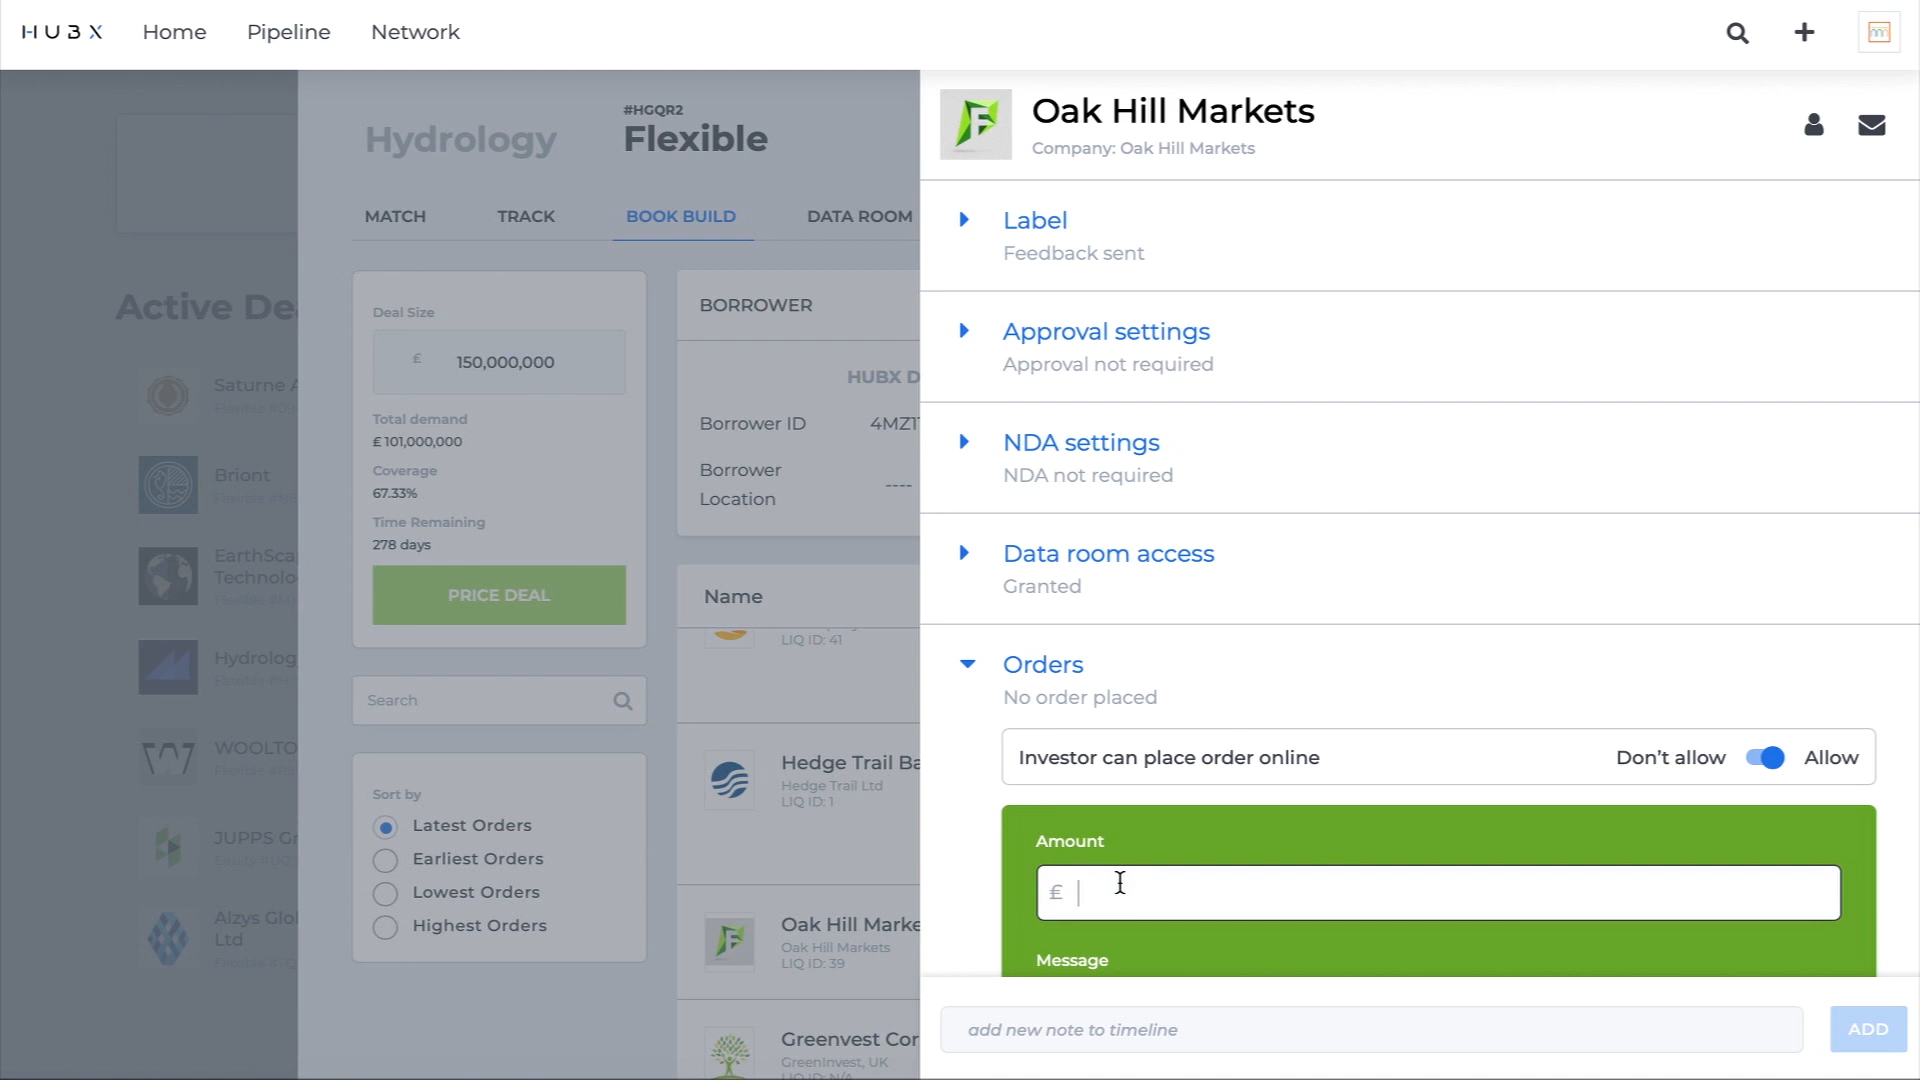 HUBX
Home
Pipeline
Network
Hydrology
#HGQR2
Flexible
MATCH
TRACK
BOOK BUILD
DATA ROOM
Active De
Saturne A
Briont
EarthSca
Technolo
Hydrolog
WOOLTO
JUPPS Gr
Alzys Glo
Ltd
Deal Size
£ 150,000,000
Total demand
£ 101,000,000
Coverage
67.33%
Time Remaining
278 days
PRICE DEAL
Search
Sort by
Latest Orders
Earliest Orders
Lowest Orders
Highest Orders
BORROWER
HUBX D
Borrower ID
4MZ1
Borrower
Location
----
Name
LIQ ID: 41
Hedge Trail Ba
Hedge Trail Ltd
LIQ ID: 1
Oak Hill Marke
Oak Hill Markets
LIQ ID: 39
Greenvest Cor
GreenInvest, UK
LIQ ID: N/A
Oak Hill Markets
Company: Oak Hill Markets
Label
Feedback sent
Approval settings
Approval not required
NDA settings
NDA not required
Data room access
Granted
Orders
No order placed
Investor can place order online
Don't allow
Allow
Amount
£
Message
add new note to timeline
ADD